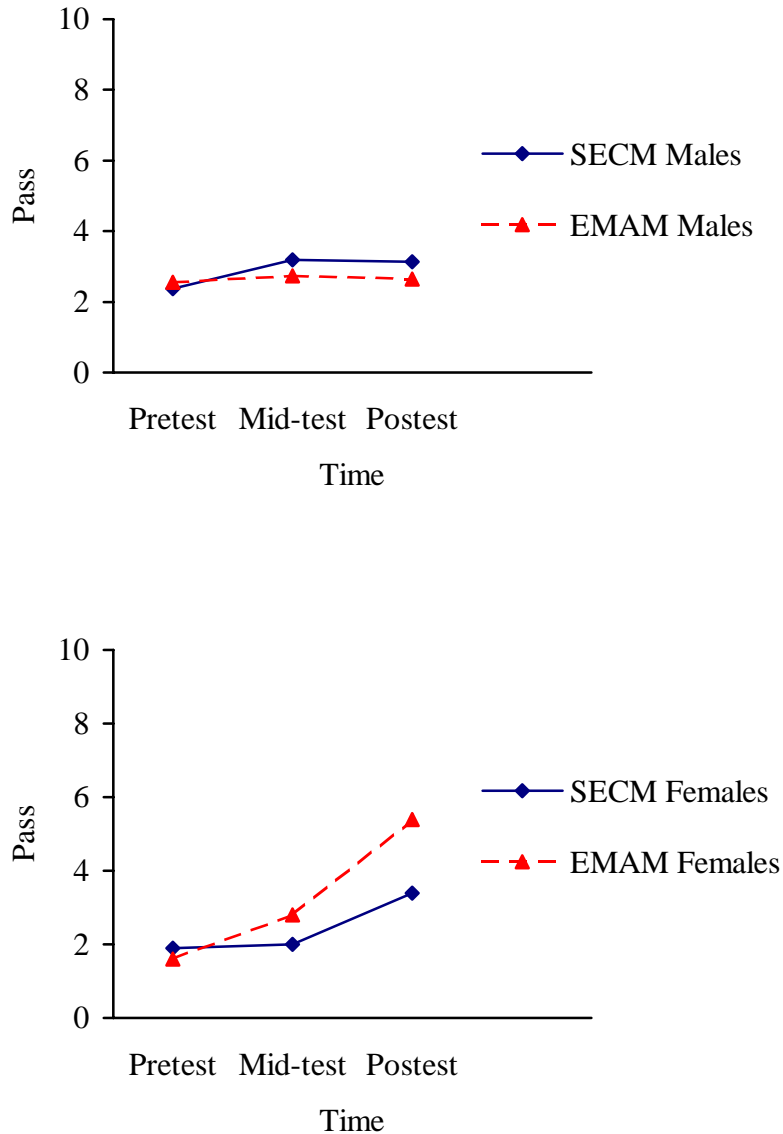 10
8
6
4
2
0
Pass
SECM Males
EMAM Males
Pretest Mid-test Postest
Time
10
8
6
4
2
0
Pass
SECM Females
EMAM Females
Pretest Mid-test Postest
Time